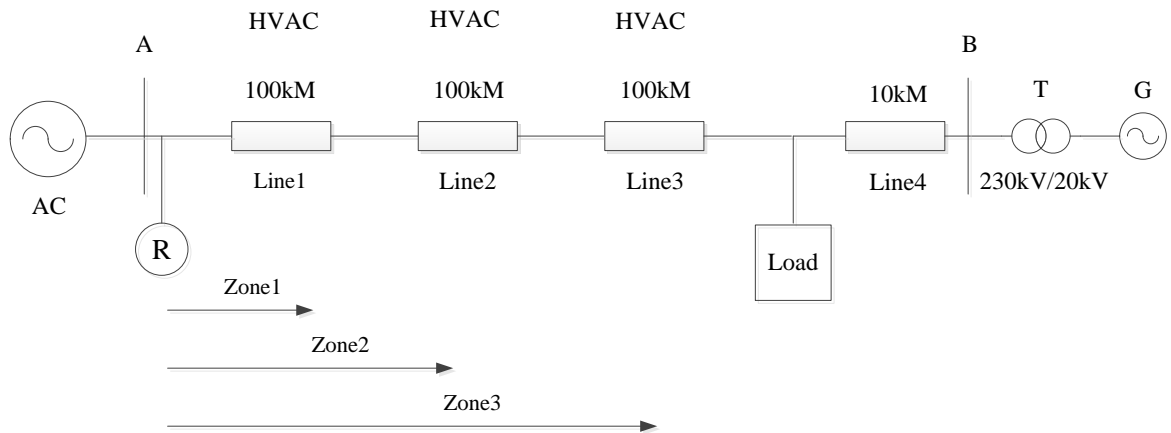 HVAC HVAC HVAC
A B
100kM 100kM 100kM 10kM T G
AC Line1 Line2 Line3 Line4 230kV/20kV
R
Load
Zone1
Zone2
Zone3